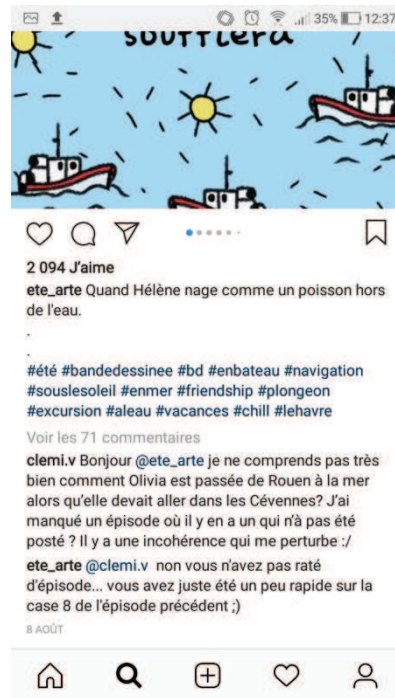 35% 12:37
soufflera
2 094 J'aime
ete_arte Quand Hélène nage comme un poisson hors
de l'eau.
.
.
#été #bandedessinee #bd #enbateau #navigation
#souslesoleil #enmer #friendship #plongeon
#excursion #aleau #vacances #chill #lehavre
Voir les 71 commentaires
clemi.v Bonjour @ete_arte je ne comprends pas très
bien comment Olivia est passée de Rouen à la mer
alors qu'elle devait aller dans les Cévennes? J'ai
manqué un épisode où il y en a un qui n'à pas été
posté ? Il y a une incohérence qui me perturbe :/
ete_arte @clemi.v non vous n'avez pas raté
d'épisode... vous avez juste été un peu rapide sur la
case 8 de l'épisode précédent ;)
8 AOÛT